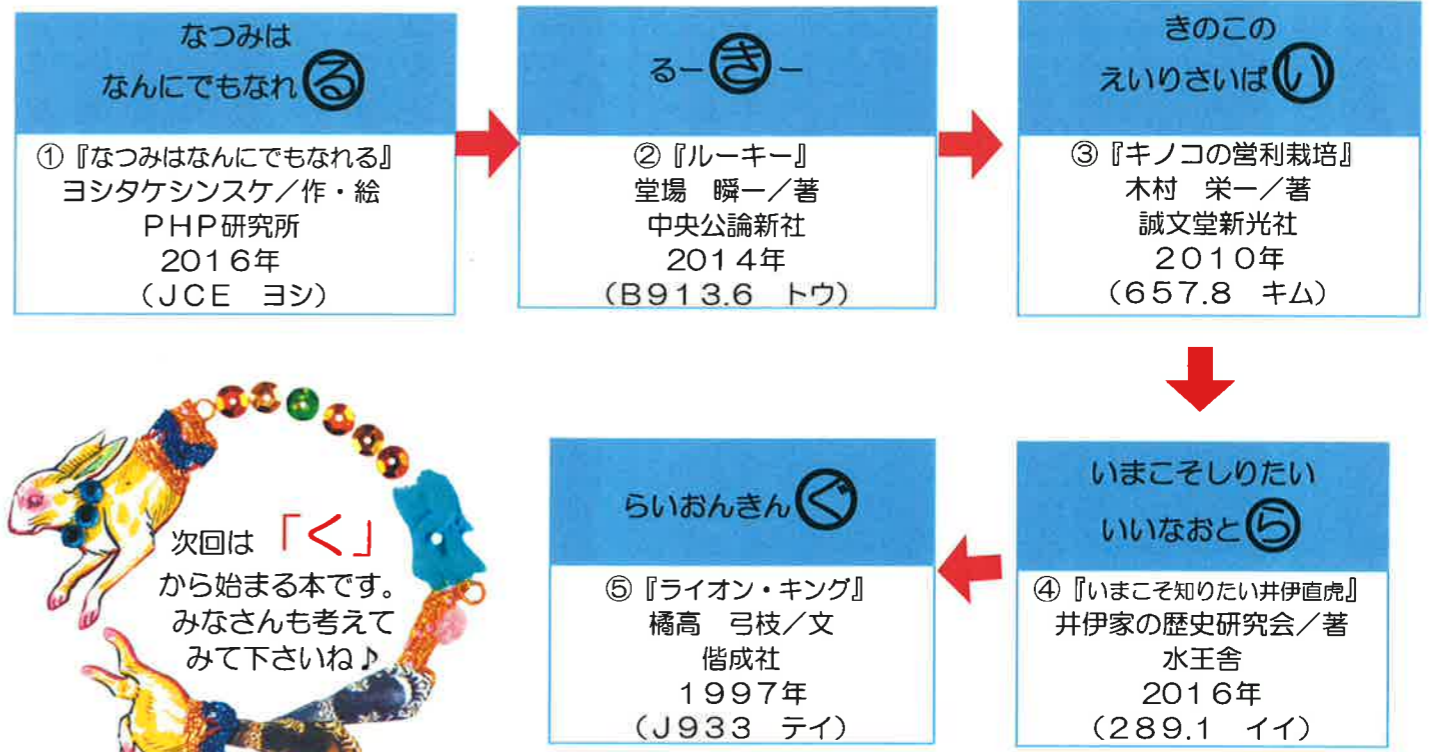 なつみは
なんにでもなれる
① 『なつみはなんにでもなれる』
ヨシタケシンスケ／作・絵
ＰＨＰ研究所
２０１６年
（ＪＣＥ　ヨシ）
るーきー
② 『ルーキー』
堂場　瞬一／著
中央公論新社
２０１４年
（Ｂ９１３.６　トウ）
きのこの
えいりさいばい
③ 『キノコの営利栽培』
木村　栄一／著
誠文堂新光社
２０１０年
（６５７.８　キム）
いまこそしりたい
いいなおとら
④ 『いまこそ知りたい井伊直虎』
井伊家の歴史研究会／著
水王舎
２０１６年
（２８９.１　イイ）
らいおんきんぐ
⑤ 『ライオン・キング』
橘高　弓枝／文
偕成社
１９９７年
（Ｊ９３３　テイ）
次回は「く」
から始まる本です。
みなさんも考えて
みて下さいね♪